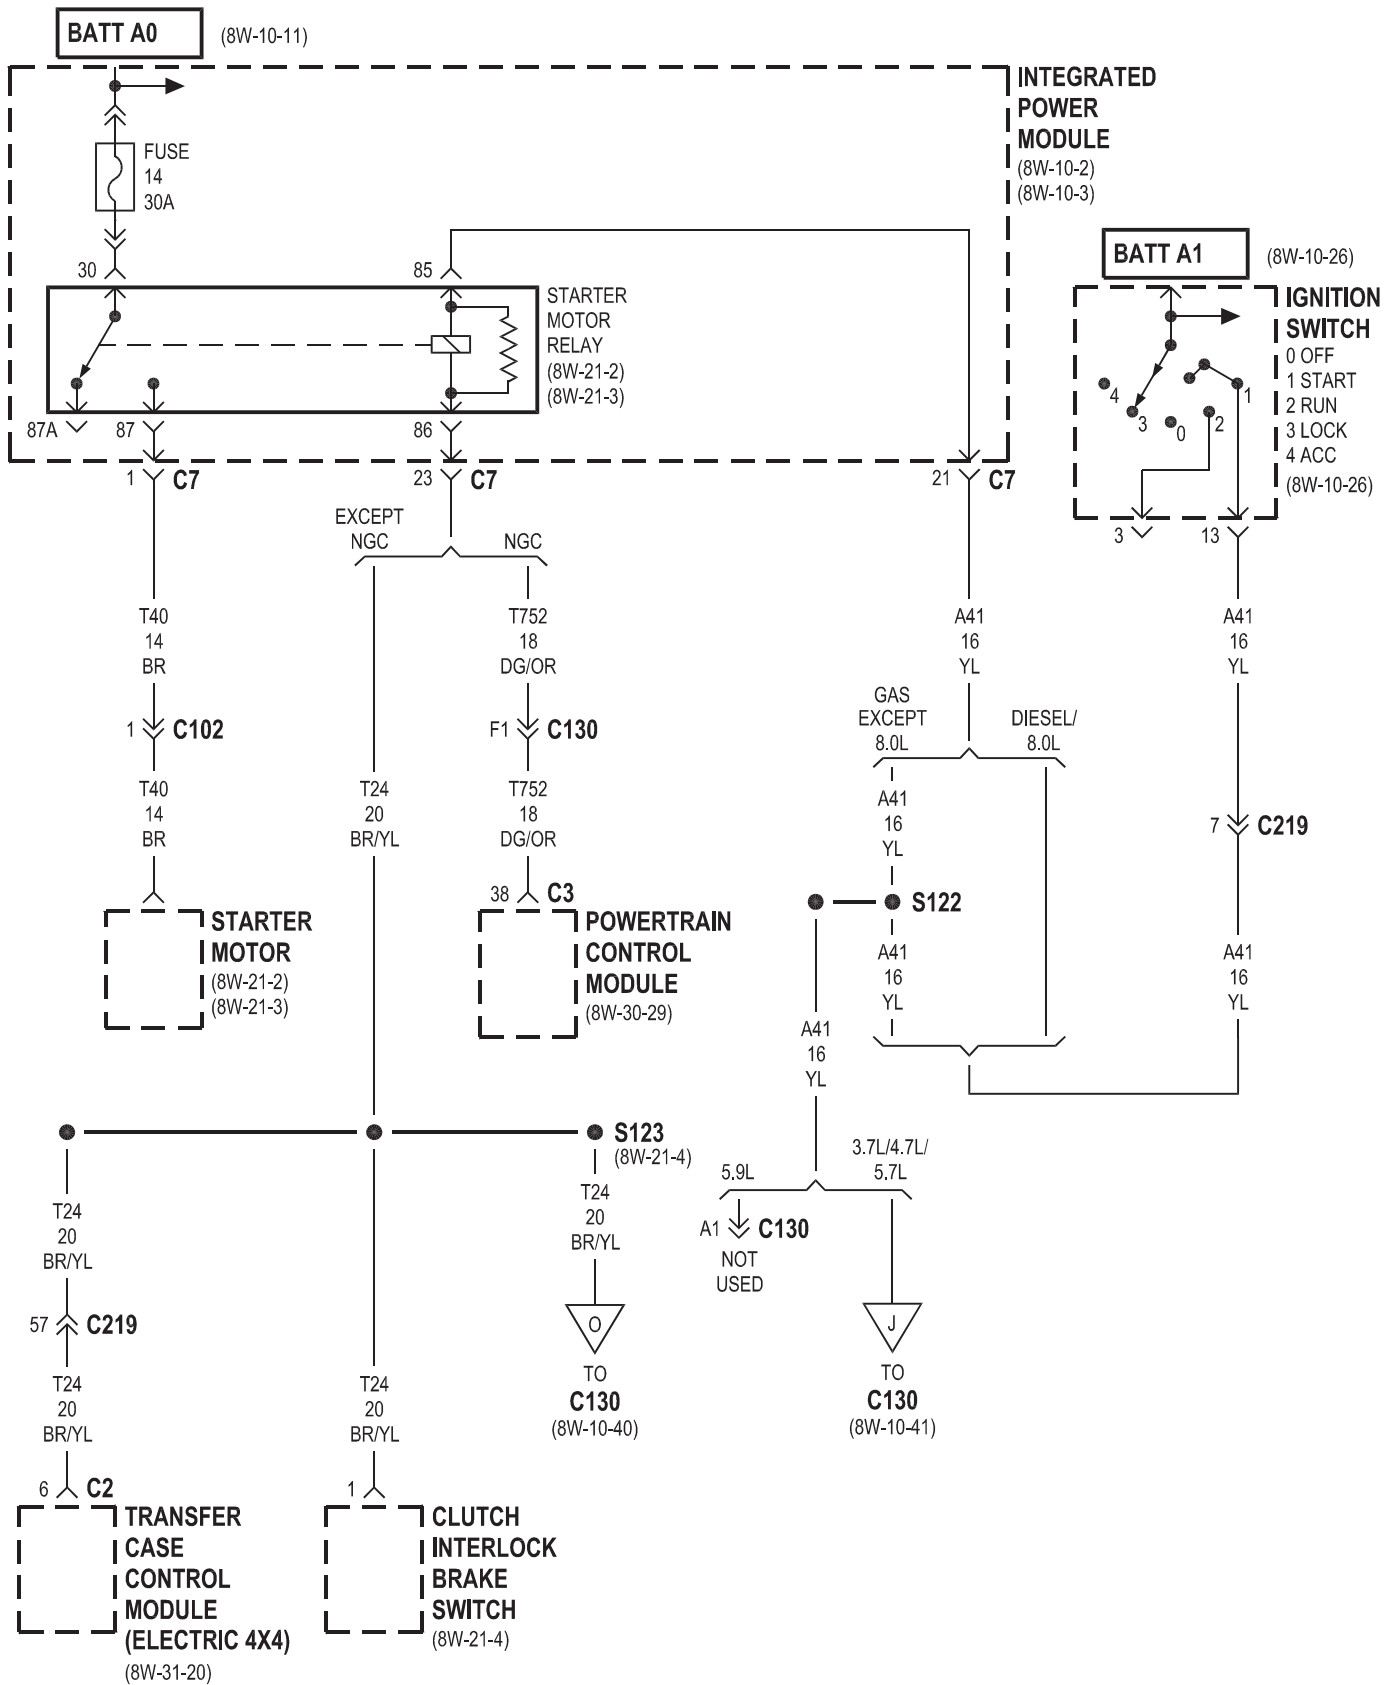 BATT A0
(8W-10-11)
INTEGRATED
POWER
MODULE
(8W-10-2)
(8W-10-3)
FUSE
14
30A
30
85
BATT A1
(8W-10-26)
STARTER
MOTOR
RELAY
(8W-21-2)
(8W-21-3)
IGNITION
SWITCH
0 OFF
1 START
2 RUN
3 LOCK
4 ACC
(8W-10-26)
4
3
0
2
1
87A
87
86
1
C7
23
C7
21
C7
3
13
EXCEPT
NGC
NGC
T40
14
BR
T752
18
DG/OR
A41
16
YL
A41
16
YL
GAS
EXCEPT
8.0L
DIESEL/
8.0L
1
C102
F1
C130
T40
14
BR
T24
20
BR/YL
T752
18
DG/OR
A41
16
YL
7
C219
38
C3
S122
STARTER
MOTOR
(8W-21-2)
(8W-21-3)
POWERTRAIN
CONTROL
MODULE
(8W-30-29)
A41
16
YL
A41
16
YL
A41
16
YL
S123
(8W-21-4)
5.9L
3.7L/4.7L/
5.7L
T24
20
BR/YL
T24
20
BR/YL
A1
C130
NOT
USED
57
C219
O
TO
C130
(8W-10-40)
J
TO
C130
(8W-10-41)
T24
20
BR/YL
T24
20
BR/YL
6
C2
1
TRANSFER
CASE
CONTROL
MODULE
(ELECTRIC 4X4)
(8W-31-20)
CLUTCH
INTERLOCK
BRAKE
SWITCH
(8W-21-4)